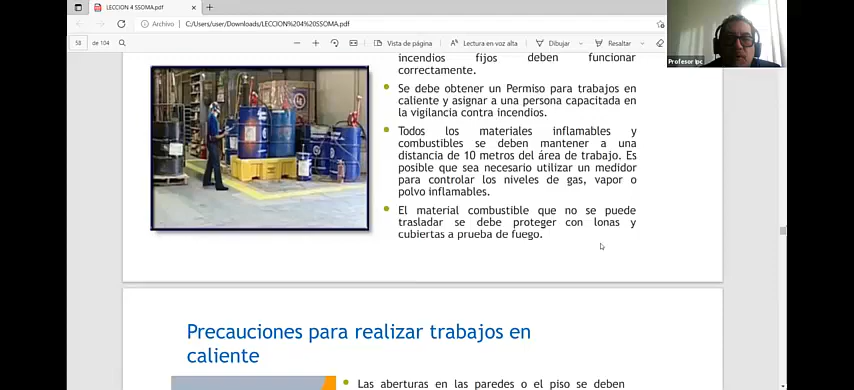 LECCION 4 SSOMA.pdf
Archivo
C:/Users/user/Downloads/LECCION%204%20SSOMA.pdf
58 de 104
Vista de página
Lectura en voz alta
Dibujar
Resaltar
Profesor ipc
incendios fijos deben funcionar
correctamente.
Se debe obtener un Permiso para trabajos en
caliente y asignar a una persona capacitada en
la vigilancia contra incendios.
Todos los materiales inflamables y
combustibles se deben mantener a una
distancia de 10 metros del área de trabajo. Es
posible que sea necesario utilizar un medidor
para controlar los niveles de gas, vapor o
polvo inflamables.
El material combustible que no se puede
trasladar se debe proteger con lonas y
cubiertas a prueba de fuego.
Precauciones para realizar trabajos en
caliente
Las aberturas en las paredes o el piso se deben